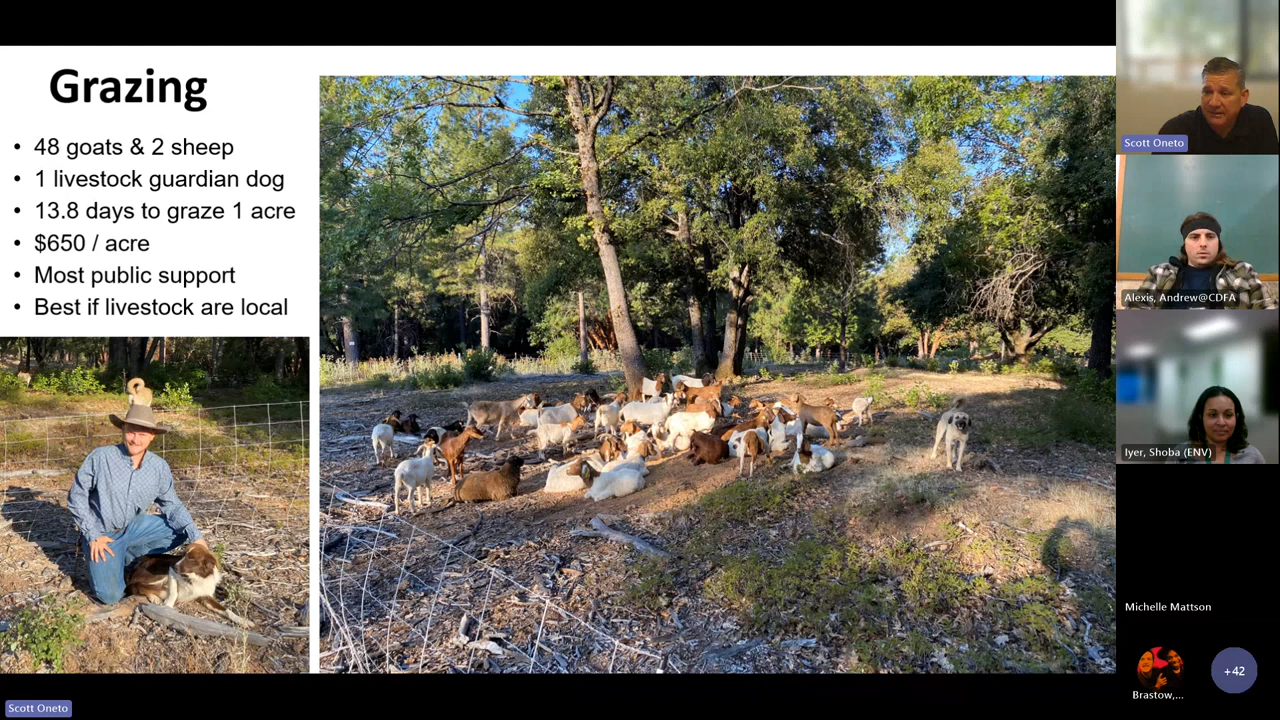 Grazing
• 48 goats & 2 sheep
• 1 livestock guardian dog
• 13.8 days to graze 1 acre
• $650 / acre
• Most public support
• Best if livestock are local
Scott Oneto
Alexis, Andrew@CDFA
Iyer, Shoba (ENV)
Michelle Mattson
Brastow,...
+42
Scott Oneto